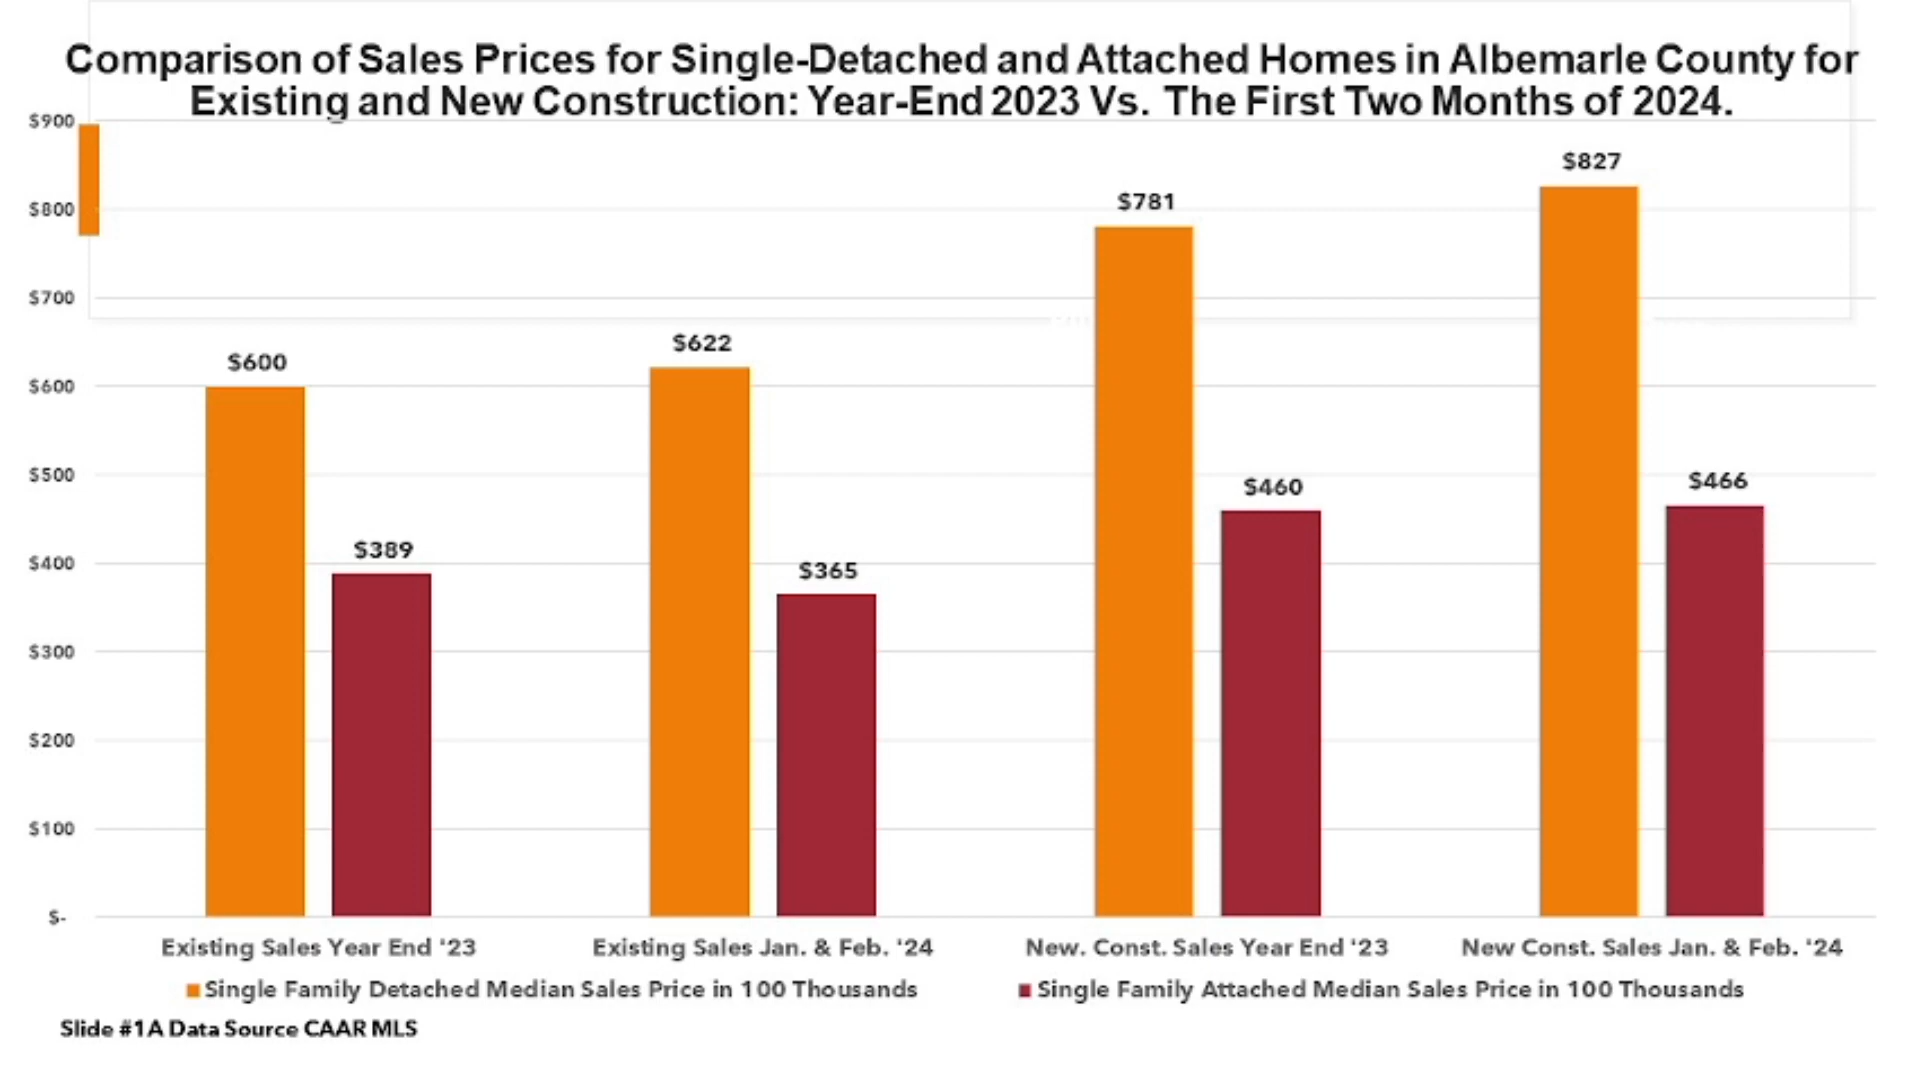 Comparison of Sales Prices for Single-Detached and Attached Homes in Albemarle County for
Existing and New Construction: Year-End 2023 Vs. The First Two Months of 2024.
$900
$800
$700
$600
$500
$400
$300
$200
$100
$-
$600
$389
$622
$365
$781
$460
$827
$466
Existing Sales Year End '23
Existing Sales Jan. & Feb. '24
New. Const. Sales Year End '23
New Const. Sales Jan. & Feb. '24
Single Family Detached Median Sales Price in 100 Thousands
Single Family Attached Median Sales Price in 100 Thousands
Slide #1A Data Source CAAR MLS